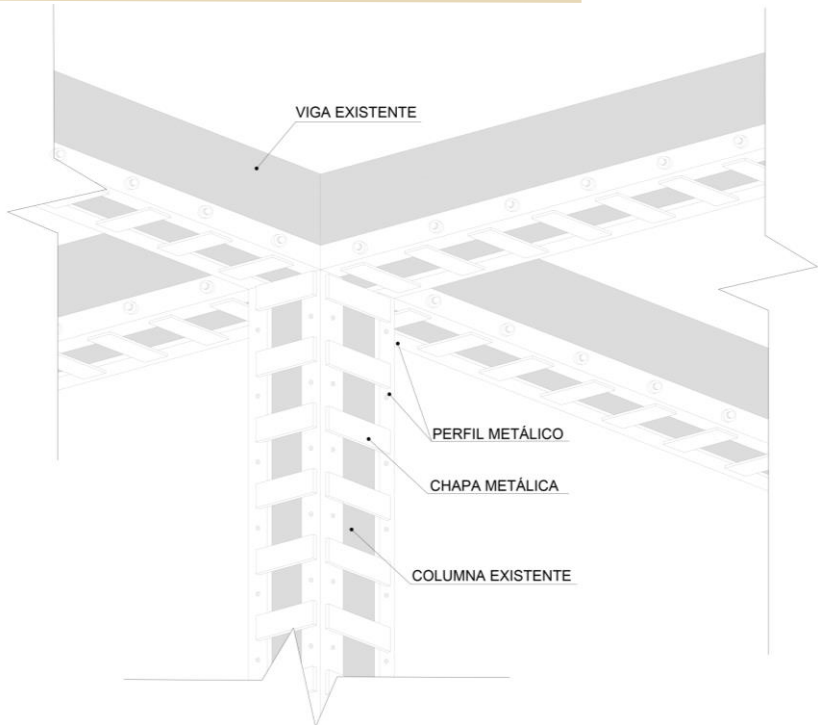 VIGA EXISTENTE
PERFIL METÁLICO
CHAPA METÁLICA
COLUMNA EXISTENTE